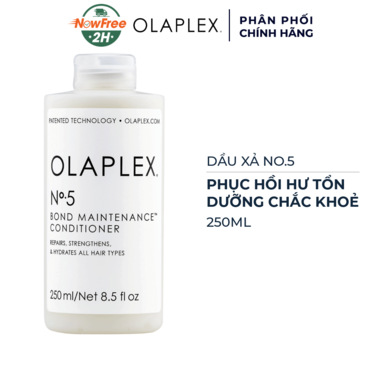 NowFree
2H
OLAPLEX.
PHÂN PHỐI
CHÍNH HÃNG
PATENTED TECHNOLOGY • OLAPLEX.COM
OLAPLEX.
Nº.5
BOND MAINTENANCE™
CONDITIONER
REPAIRS, STRENGTHENS,
& HYDRATES ALL HAIR TYPES
250 ml/Net 8.5 fl oz
DẦU XẢ NO.5
PHỤC HỒI HƯ TỔN
DƯỠNG CHẮC KHOẺ
250ML